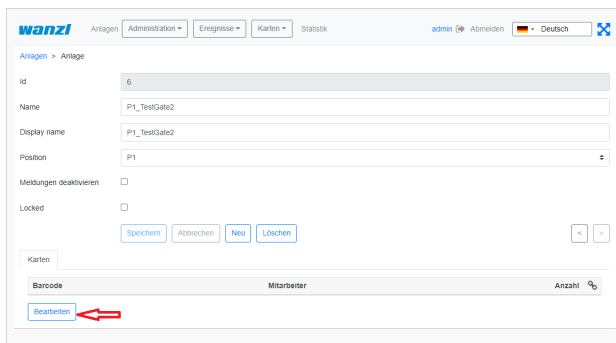 wanzl Anlagen Administration Ereignisse Karten Statistik admin Abmelden Deutsch
Anlagen > Anlage
Id 6
Name P1_TestGate2
Display name P1_TestGate2
Position P1
Meldungen deaktivieren
Locked
Speichern Abbrechen Neu Löschen < >
Karten
Barcode Mitarbeiter Anzahl
Bearbeiten